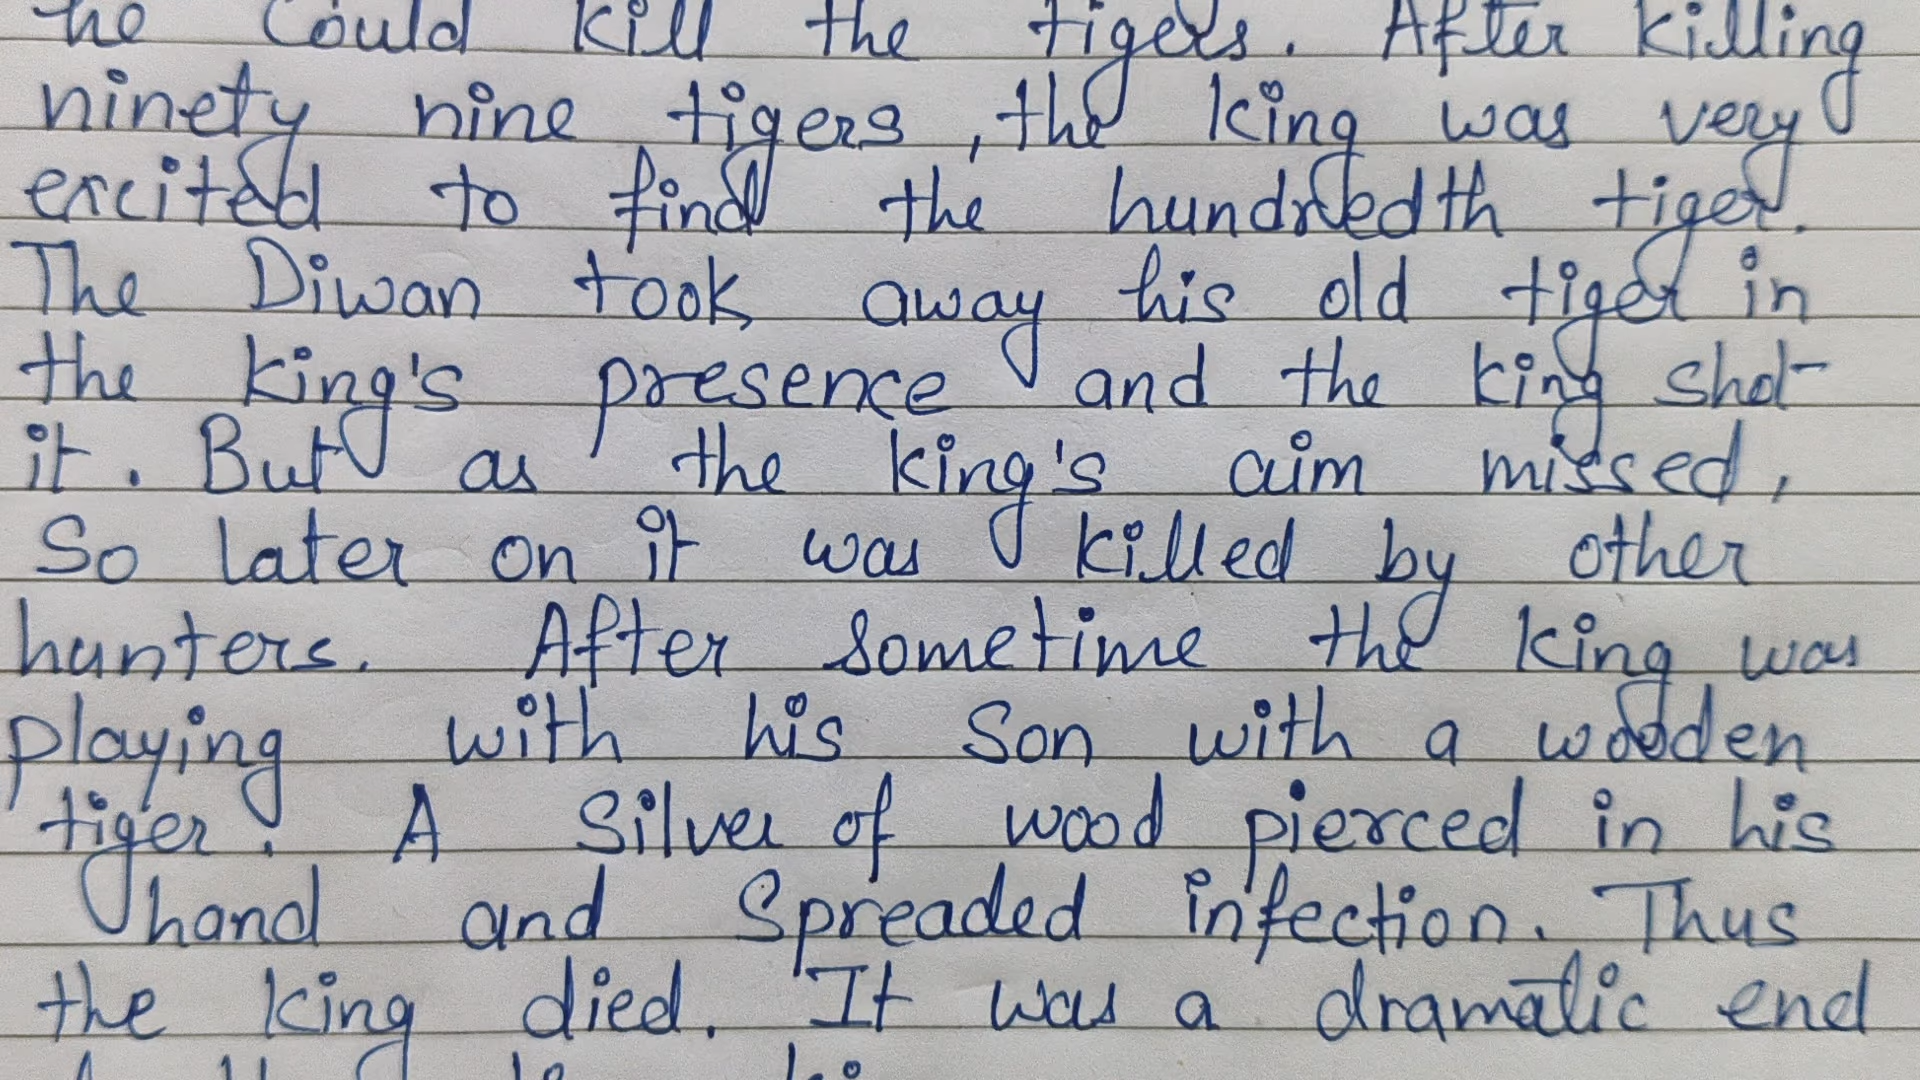 he Could kill the tigers. After killing
ninety nine tigers, the king was very
excited to find the hundredth tiger.
The Diwan took away his old tiger in
the king's presence and the king shot
it. But as the king's aim missed,
So later on it was killed by other
hunters. After Sometime the king was
playing with his Son with a wooden
tiger. A Silver of wood pierced in his
hand and Spreaded infection. Thus
the king died. It was a dramatic end